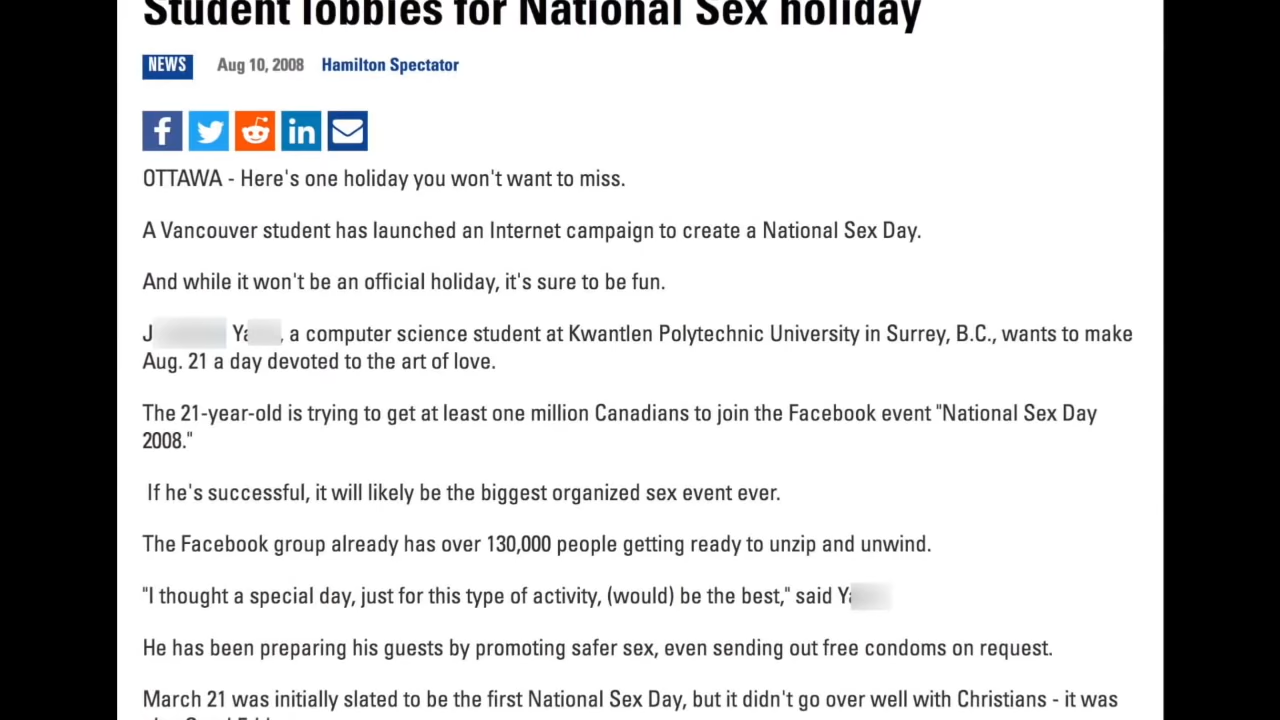 Student lobbies for National Sex holiday
NEWS Aug 10, 2008 Hamilton Spectator
OTTAWA - Here's one holiday you won't want to miss.
A Vancouver student has launched an Internet campaign to create a National Sex Day.
And while it won't be an official holiday, it's sure to be fun.
J Ya , a computer science student at Kwantlen Polytechnic University in Surrey, B.C., wants to make
Aug. 21 a day devoted to the art of love.
The 21-year-old is trying to get at least one million Canadians to join the Facebook event "National Sex Day
2008."
If he's successful, it will likely be the biggest organized sex event ever.
The Facebook group already has over 130,000 people getting ready to unzip and unwind.
"I thought a special day, just for this type of activity, (would) be the best," said Ya
He has been preparing his guests by promoting safer sex, even sending out free condoms on request.
March 21 was initially slated to be the first National Sex Day, but it didn't go over well with Christians - it was